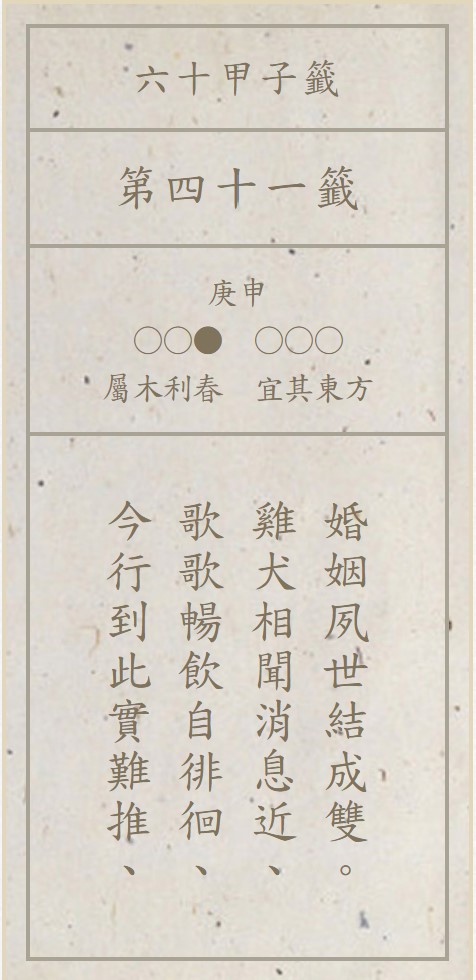 六十甲子籤
第四十一籤
庚申
○○●　○○○
屬木利春　宜其東方
今行到此實難推、
歌歌暢飲自徘徊、
雞犬相聞消息近、
婚姻夙世結成雙。